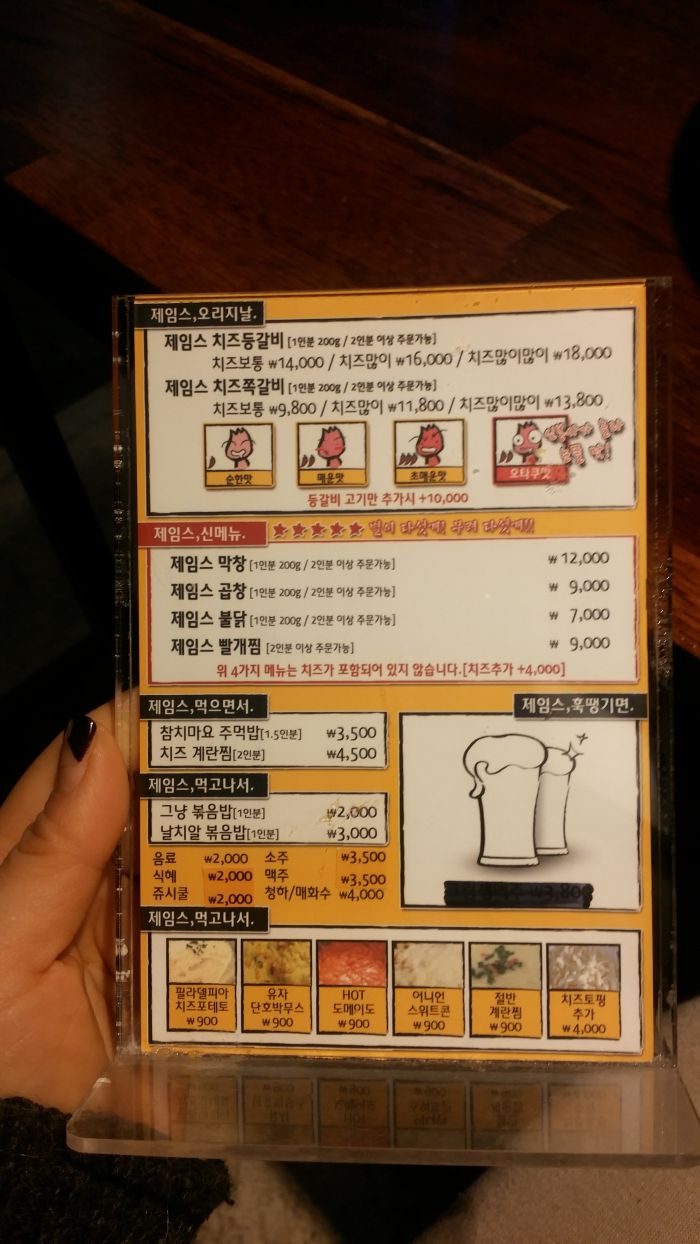 제임스,오리지날.
제임스 치즈등갈비 [1인분 200g / 2인분 이상 주문가능]
치즈보통 ₩14,000 / 치즈많이 ₩16,000 / 치즈많이많이 ₩18,000
제임스 치즈쪽갈비 [1인분 200g / 2인분 이상 주문가능]
치즈보통 ₩9,800 / 치즈많이 ₩11,800 / 치즈많이많이 ₩13,800
순한맛 매운맛 초매운맛 오타쿠맛
등갈비 고기만 추가시 +10,000
제임스,신메뉴. 별이 다섯개! 무려 다섯개!!
제임스 막창 [1인분 200g / 2인분 이상 주문가능] ₩ 12,000
제임스 곱창 [1인분 200g / 2인분 이상 주문가능] ₩ 9,000
제임스 불닭 [1인분 200g / 2인분 이상 주문가능] ₩ 7,000
제임스 빨개찜 [2인분 이상 주문가능] ₩ 9,000
위 4가지 메뉴는 치즈가 포함되어 있지 않습니다.[치즈추가 +4,000]
제임스,먹으면서.
참치마요 주먹밥[1.5인분] ₩3,500
치즈 계란찜[2인분] ₩4,500
제임스,먹고나서.
그냥 볶음밥[1인분] ₩2,000
날치알 볶음밥[1인분] ₩3,000
음료 ₩2,000 소주 ₩3,500
식혜 ₩2,000 맥주 ₩3,500
쥬시쿨 ₩2,000 청하/매화수 ₩4,000
제임스,훅땡기면.
제임스,먹고나서.
필라델피아 치즈포테토 ₩900
유자 단호박무스 ₩900
HOT 도메이도 ₩900
어니언 스위트콘 ₩900
절반 계란찜 ₩900
치즈토핑 추가 ₩4,000